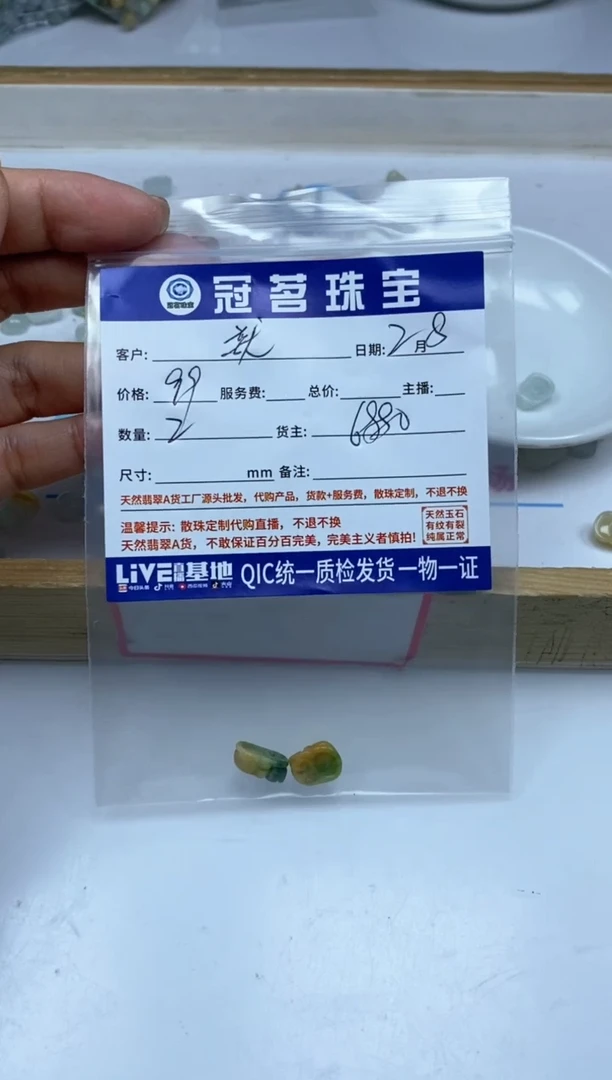 冠茗珠宝
客户: 日期: 2月8
价格: 99 服务费: 总价: 主播:
数量: 2 货主: 6880
尺寸: mm 备注:
天然翡翠A货工厂源头批发，代购产品，货款+服务费，散珠定制，不退不换
温馨提示: 散珠定制代购直播，不退不换
天然翡翠A货，不敢保证百分百完美，完美主义者慎拍!
天然玉石
有纹有裂
纯属正常
LIVE直播基地 QIC统一质检发货 一物一证
今日头条